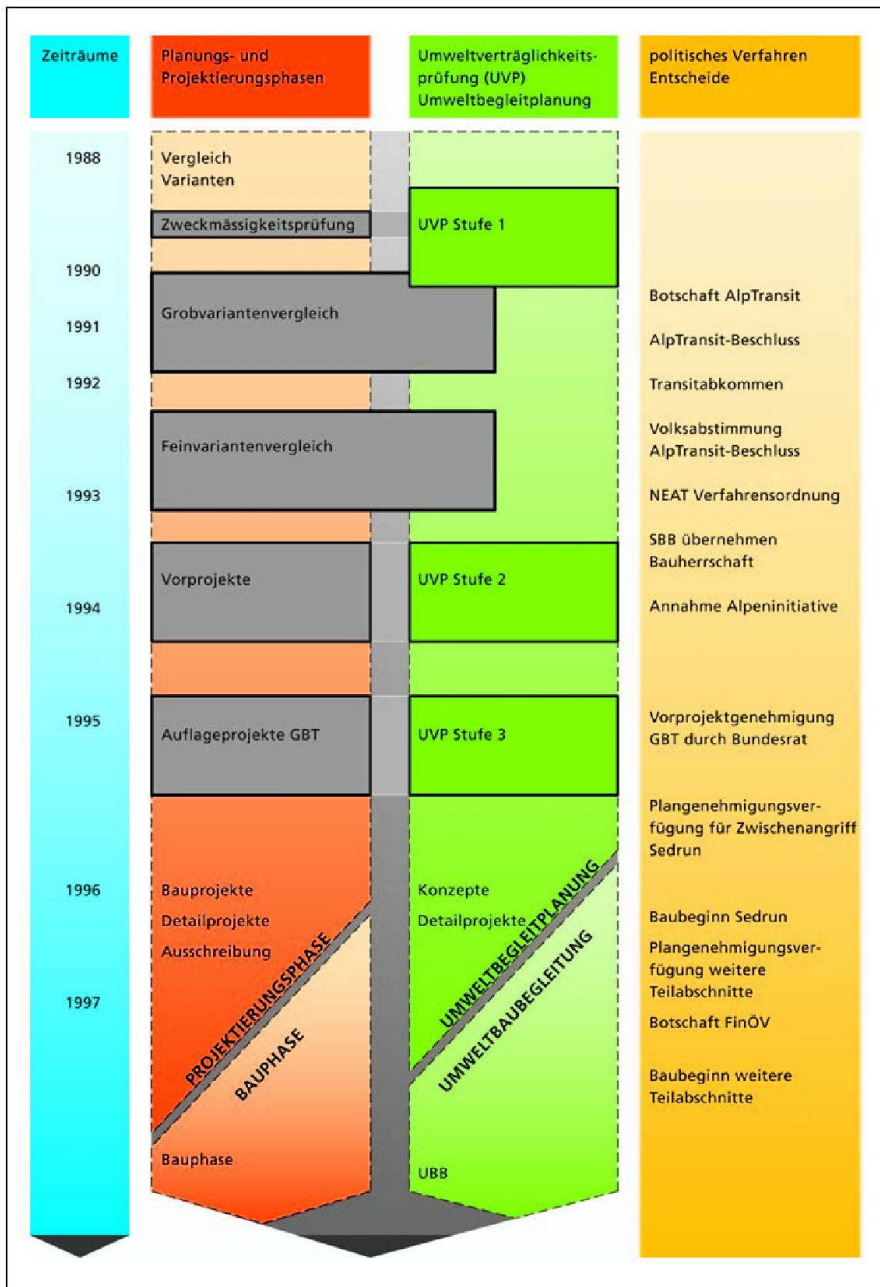 Zeiträume
Planungs- und
Projektierungsphasen
Umweltverträglichkeits-
prüfung (UVP)
Umweltbegleitplanung
politisches Verfahren
Entscheide
1988
1990
1991
1992
1993
1994
1995
1996
1997
Vergleich
Varianten
Zweckmässigkeitsprüfung
Grobvariantenvergleich
Feinvariantenvergleich
Vorprojekte
Auflageprojekte GBT
Bauprojekte
Detailprojekte
Ausschreibung
PROJEKTIERUNGSPHASE
BAUPHASE
Bauphase
UVP Stufe 1
UVP Stufe 2
UVP Stufe 3
Konzepte
Detailprojekte
UMWELTBEGLEITPLANUNG
UMWELTBAUBEGLEITUNG
UBB
Botschaft AlpTransit
AlpTransit-Beschluss
Transitabkommen
Volksabstimmung
AlpTransit-Beschluss
NEAT Verfahrensordnung
SBB übernehmen
Bauherrschaft
Annahme Alpeninitiative
Vorprojektgenehmigung
GBT durch Bundesrat
Plangenehmigungsver-
fügung für Zwischenangriff
Sedrun
Baubeginn Sedrun
Plangenehmigungsver-
fügung weitere
Teilabschnitte
Botschaft FinÖV
Baubeginn weitere
Teilabschnitte